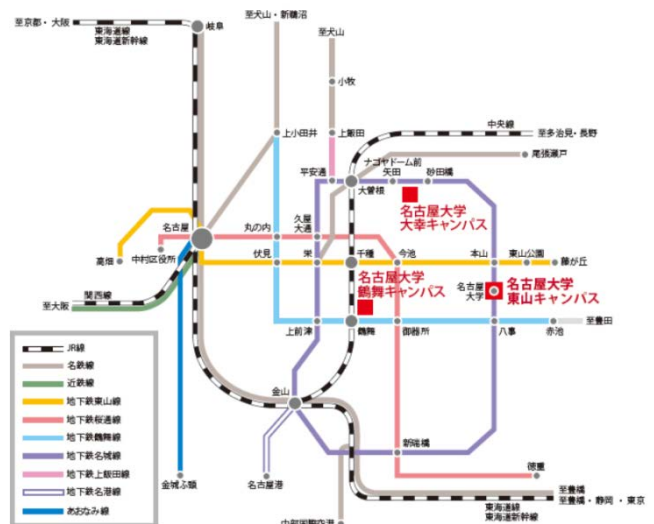 至京都・大阪
東海道線
東海道新幹線
岐阜
至犬山・新鵜沼
至犬山
小牧
上小田井
上飯田
中央線
至多治見・長野
尾張瀬戸
ナゴヤドーム前
平安通
大曽根
矢田
砂田橋
名古屋大学
大幸キャンパス
名古屋
丸の内
久屋
大通
高畑
中村区役所
伏見
栄
千種
今池
本山
東山公園
藤が丘
名古屋大学
鶴舞キャンパス
名古屋
大学
名古屋大学
東山キャンパス
関西線
至大阪
上前津
鶴舞
御器所
八事
赤池
至豊田
JR線
名鉄線
近鉄線
地下鉄東山線
地下鉄桜通線
地下鉄鶴舞線
地下鉄名城線
地下鉄上飯田線
地下鉄名港線
あおなみ線
金山
新瑞橋
金城ふ頭
名古屋港
徳重
至豊橋
至豊橋・静岡・東京
東海道線
東海道新幹線
中部国際空港